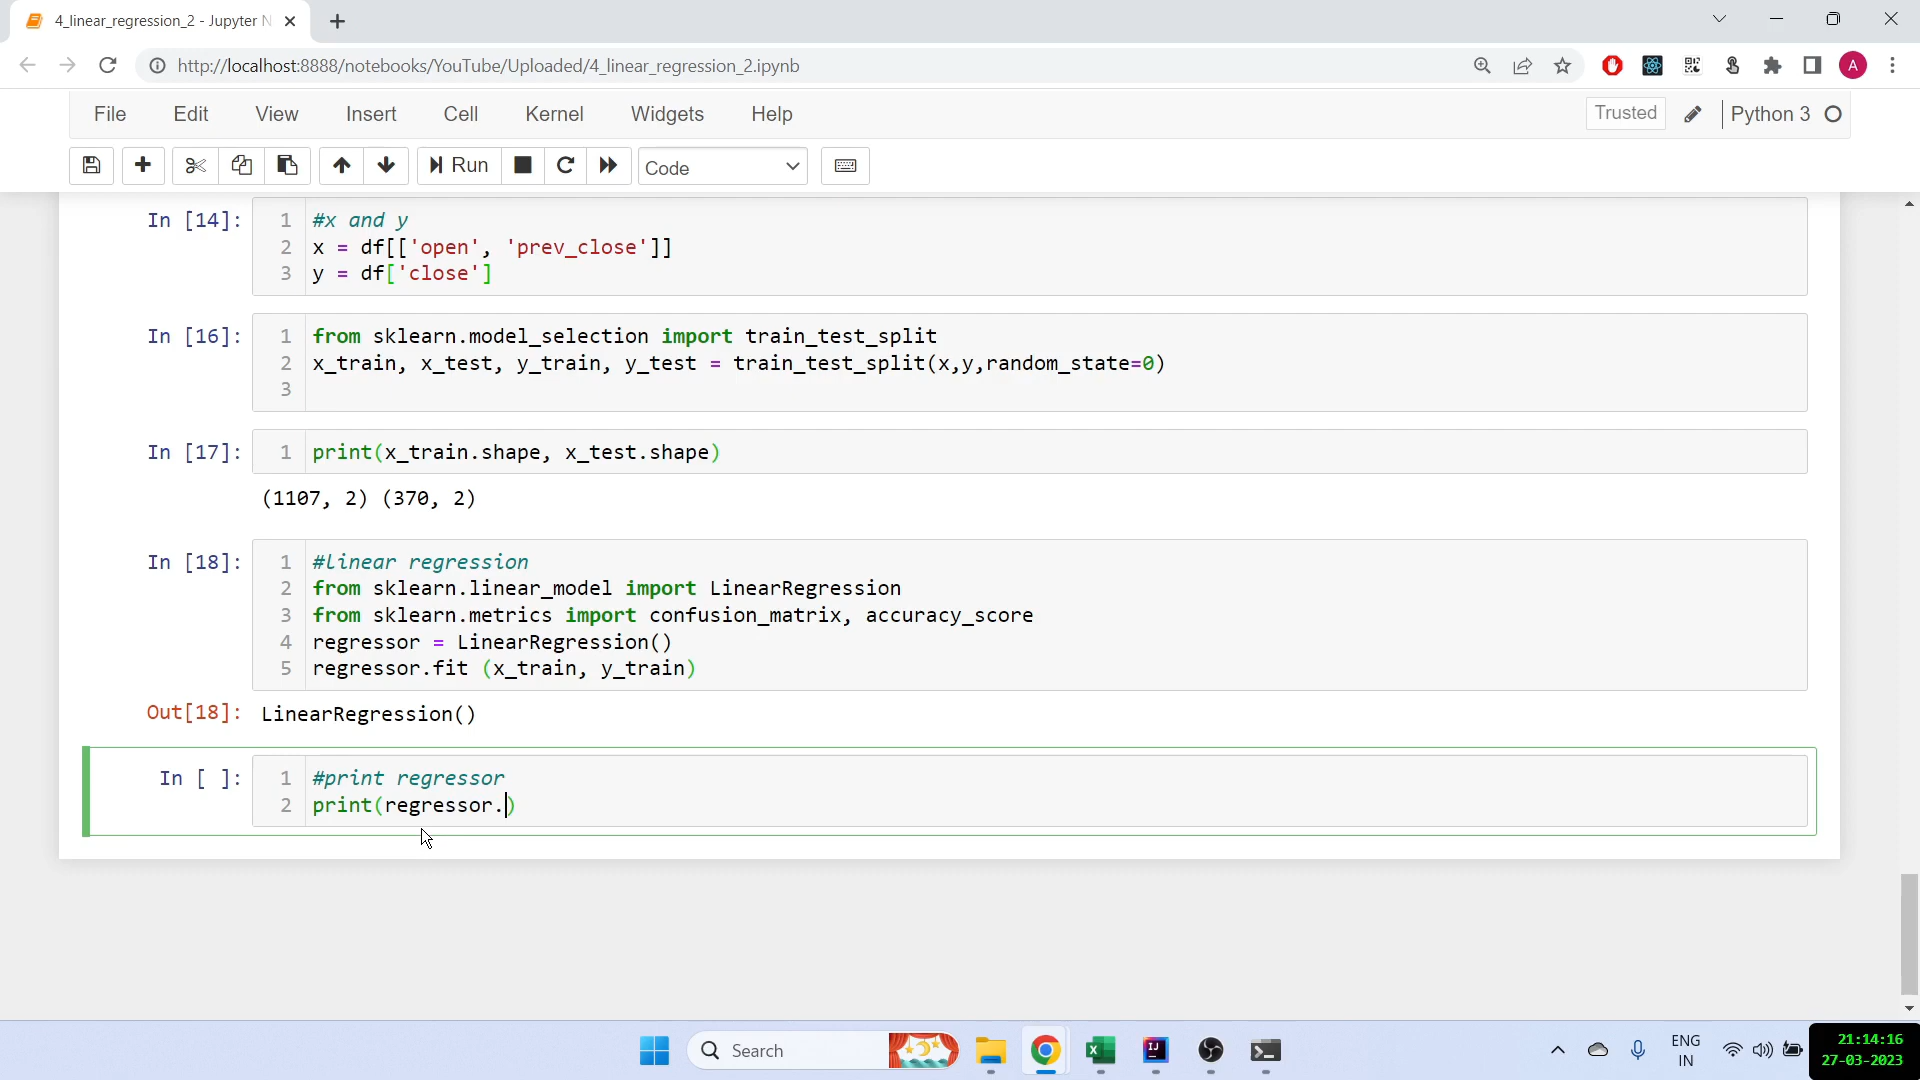 4_linear_regression_2 - Jupyter N
http://localhost:8888/notebooks/YouTube/Uploaded/4_linear_regression_2.ipynb
A
File Edit View Insert Cell Kernel Widgets Help
Trusted
Python 3
Run
Code
In [14]:
1 #x and y
2 x = df[['open', 'prev_close']]
3 y = df['close']
In [16]:
1 from sklearn.model_selection import train_test_split
2 x_train, x_test, y_train, y_test = train_test_split(x,y,random_state=0)
3
In [17]:
1 print(x_train.shape, x_test.shape)
(1107, 2) (370, 2)
In [18]:
1 #linear regression
2 from sklearn.linear_model import LinearRegression
3 from sklearn.metrics import confusion_matrix, accuracy_score
4 regressor = LinearRegression()
5 regressor.fit (x_train, y_train)
Out[18]: LinearRegression()
In [ ]:
1 #print regressor
2 print(regressor.)
Search
IJ
ENG
IN
21:14:16
27-03-2023